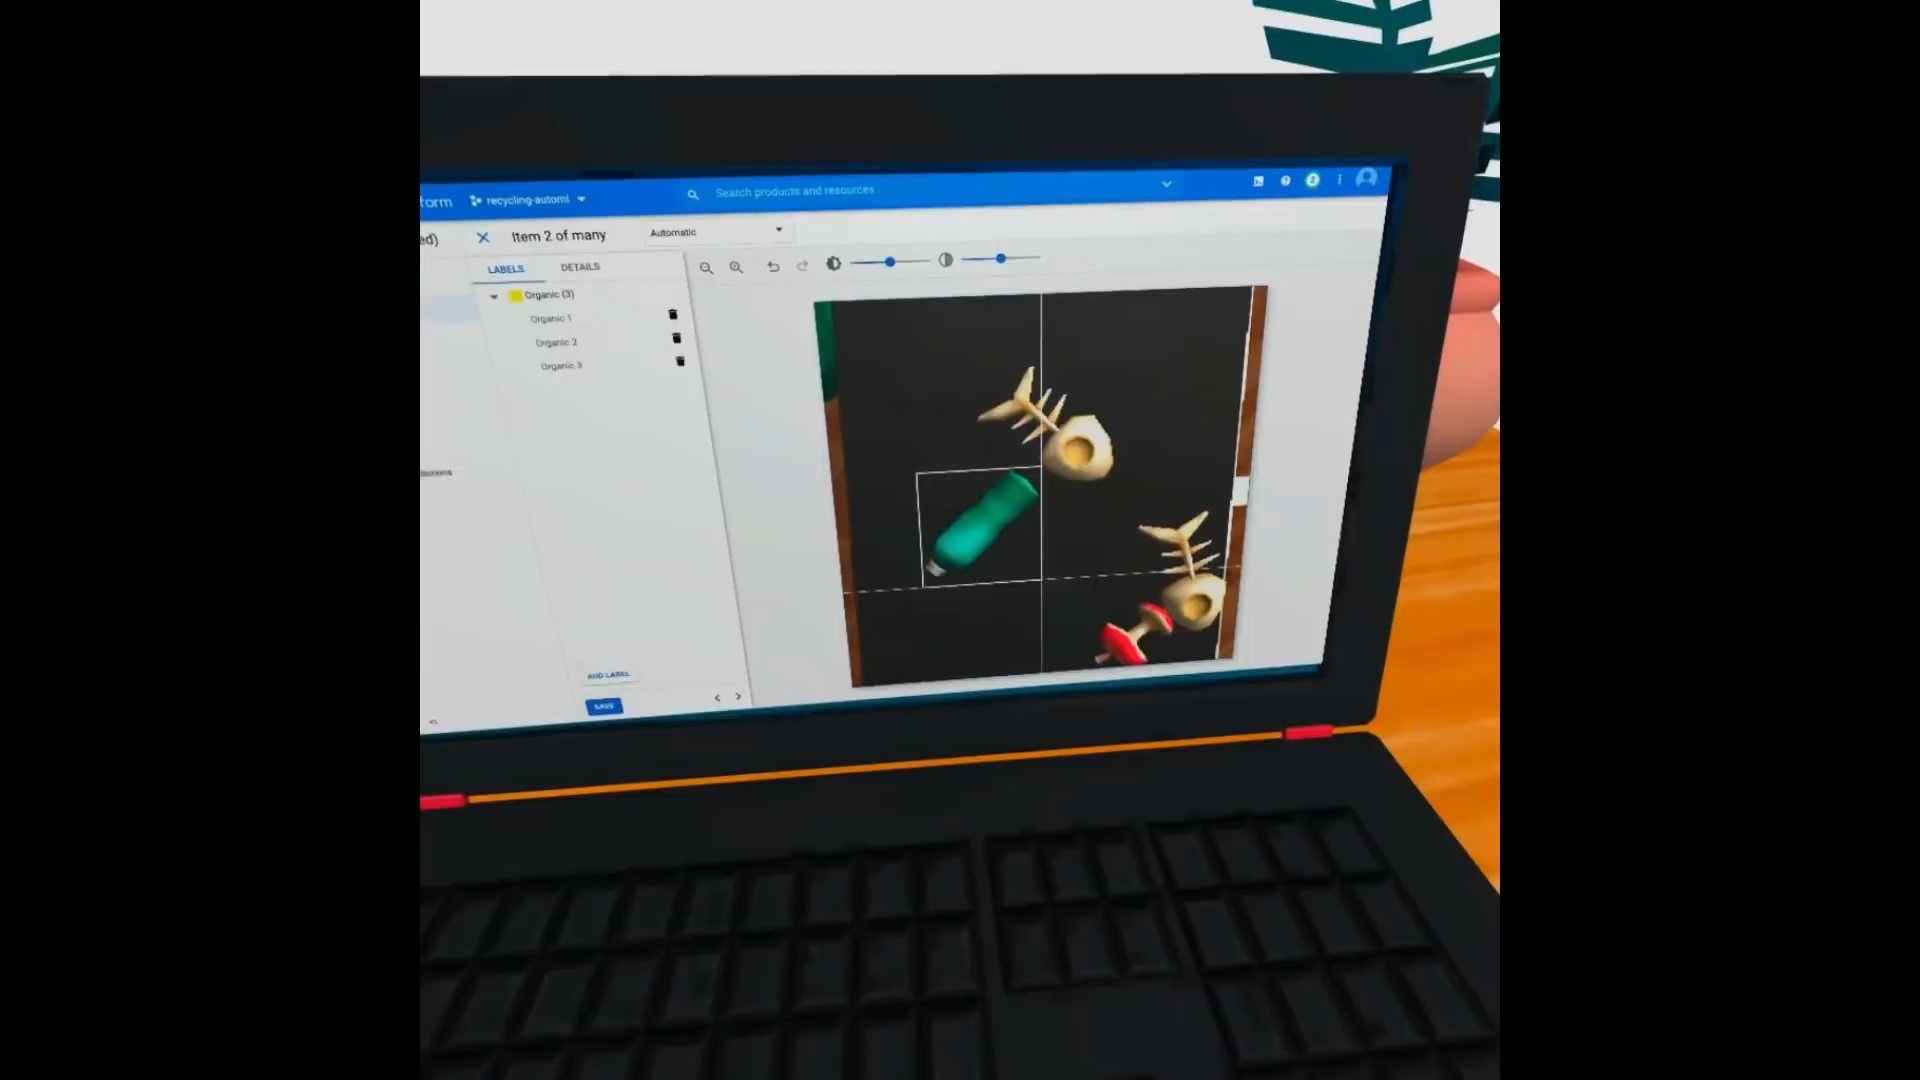 form
recycling-automl
Search products and resources
ed)
Item 2 of many
Automatic
LABELS
DETAILS
Organic (3)
Organic 1
Organic 2
Organic 3
ADD LABEL
SAVE